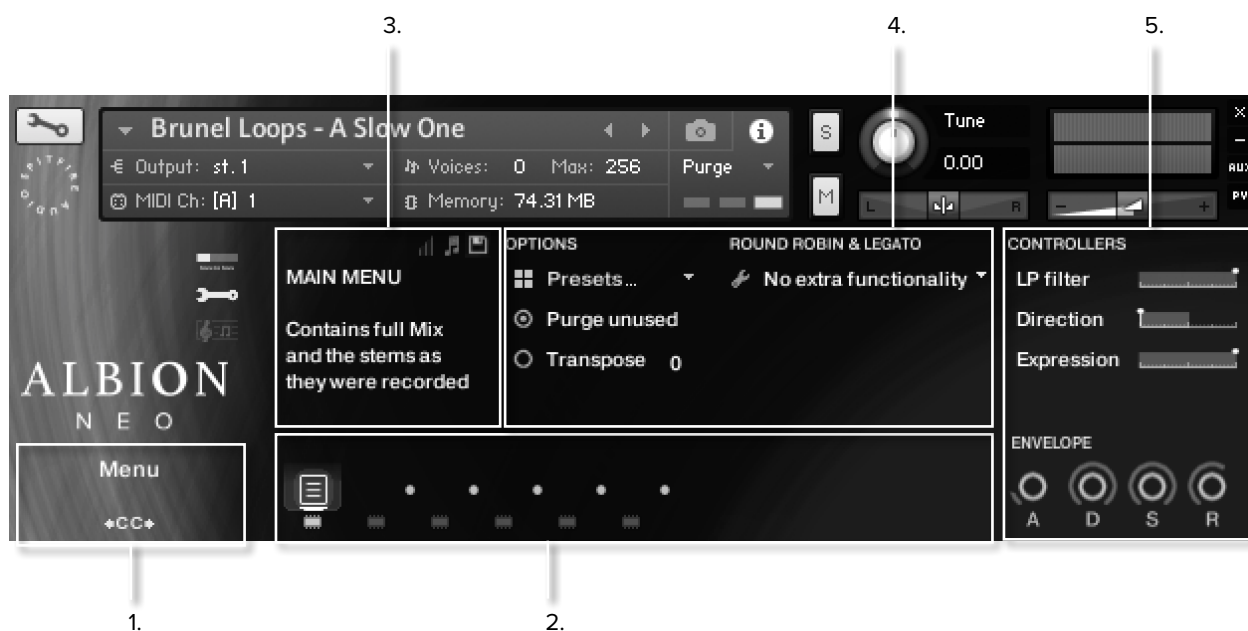 3.
4.
5.
Brunel Loops - A Slow One
Output: st.1
Voices: 0 Max: 256
Purge
MIDI Ch: [A] 1
Memory: 74.31 MB
S
M
Tune
0.00
L
R
-
+
X
-
AUX
PV
SPITFIRE
AUDIO
ALBION
NEO
Menu
CC
MAIN MENU
Contains full Mix
and the stems as
they were recorded
OPTIONS
Presets...
Purge unused
Transpose 0
ROUND ROBIN & LEGATO
No extra functionality
CONTROLLERS
LP filter
Direction
Expression
ENVELOPE
A D S R
1.
2.